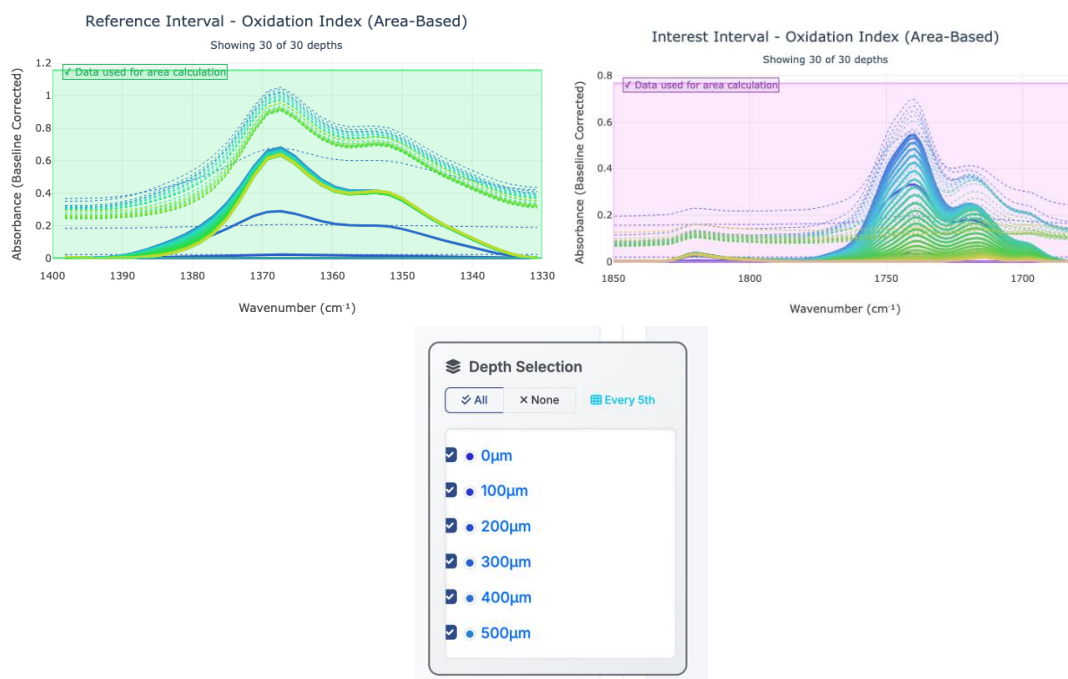 Reference Interval - Oxidation Index (Area-Based)
Showing 30 of 30 depths
✓ Data used for area calculation
Absorbance (Baseline Corrected)
1.2
1
0.8
0.6
0.4
0.2
0
1400
1390
1380
1370
1360
1350
1340
1330
Wavenumber (cm⁻¹)
Interest Interval - Oxidation Index (Area-Based)
Showing 30 of 30 depths
✓ Data used for area calculation
Absorbance (Baseline Corrected)
0.8
0.6
0.4
0.2
0
1850
1800
1750
1700
Wavenumber (cm⁻¹)
Depth Selection
All
× None
Every 5th
0μm
100μm
200μm
300μm
400μm
500μm